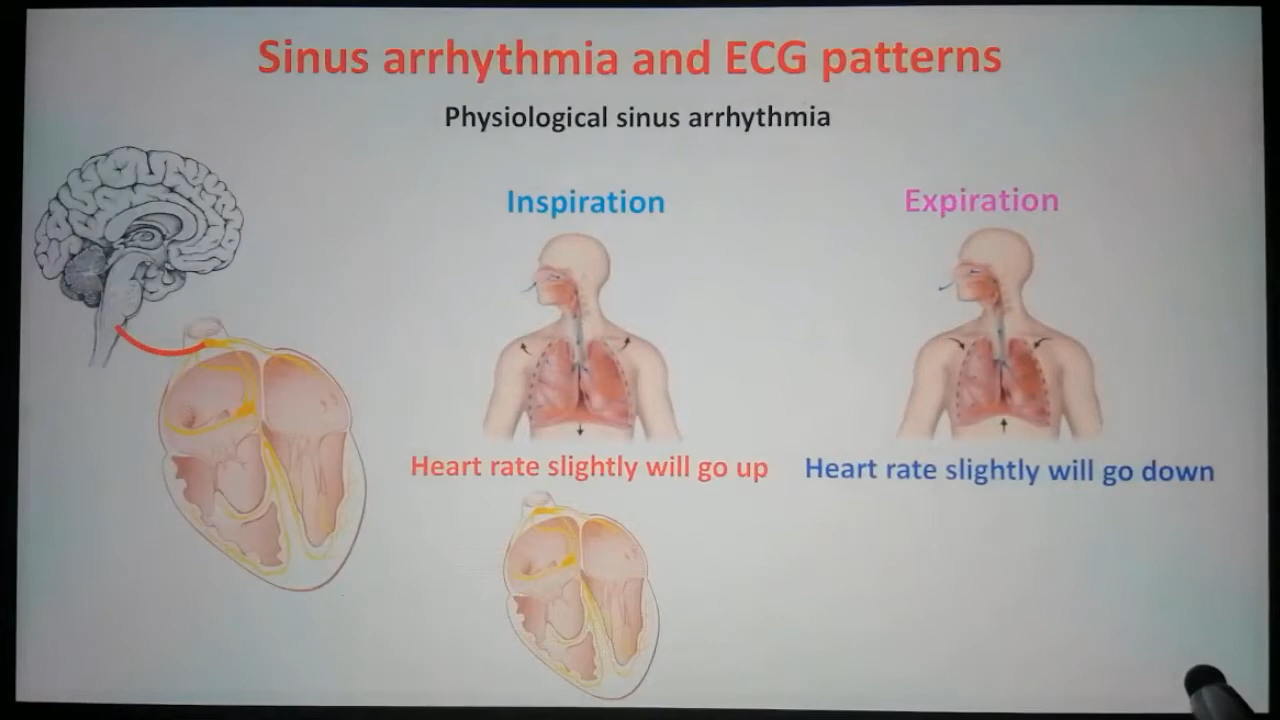 Sinus arrhythmia and ECG patterns
Physiological sinus arrhythmia
Inspiration
Expiration
Heart rate slightly will go up
Heart rate slightly will go down